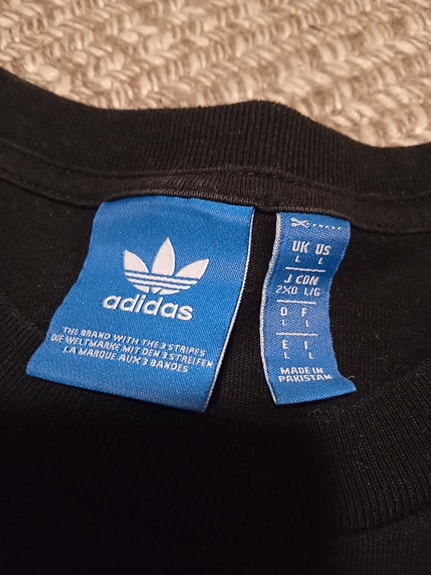 adidas
THE BRAND WITH THE 3 STRIPES
DIE WELTMARKE MIT DEN 3 STREIFEN
LA MARQUE AUX 3 BANDES
UK US
L L
J CDN
2XO L/G
D F
L L
E I
L L
MADE IN
PAKISTAN